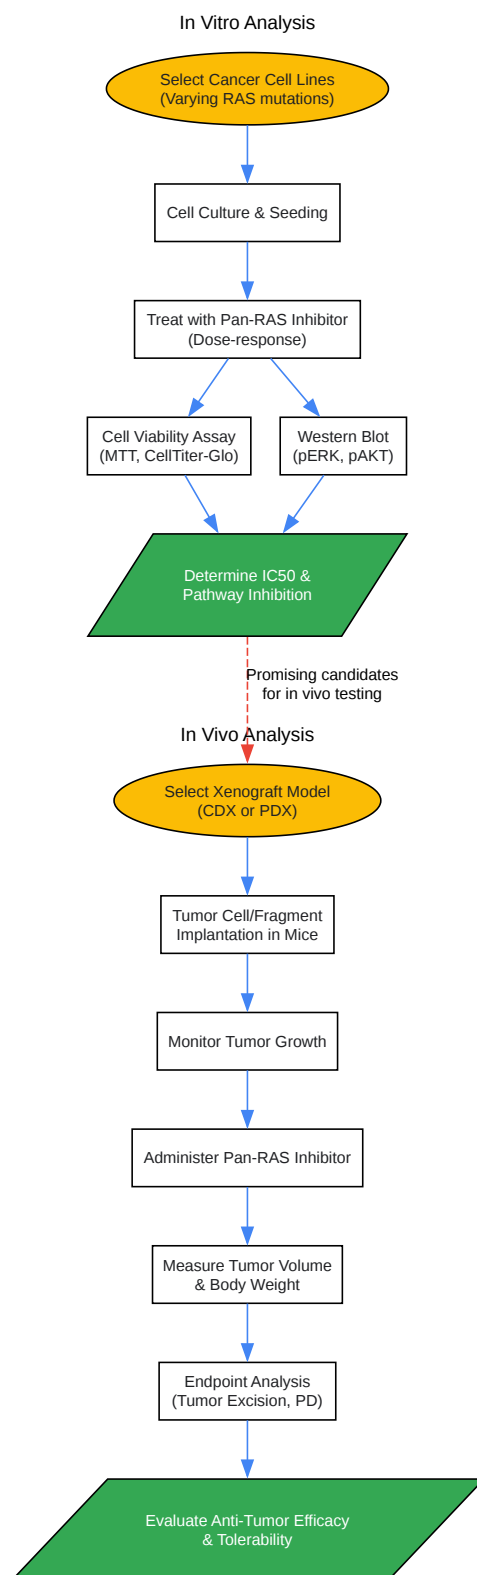 In Vitro Analysis
Select Cancer Cell Lines
(Varying RAS mutations)
Cell Culture & Seeding
Treat with Pan-RAS Inhibitor
(Dose-response)
Cell Viability Assay
(MTT, CellTiter-Glo)
Western Blot
(pERK, pAKT)
Determine IC50 &
Pathway Inhibition
Promising candidates
for in vivo testing
In Vivo Analysis
Select Xenograft Model
(CDX or PDX)
Tumor Cell/Fragment
Implantation in Mice
Monitor Tumor Growth
Administer Pan-RAS Inhibitor
Measure Tumor Volume
& Body Weight
Endpoint Analysis
(Tumor Excision, PD)
Evaluate Anti-Tumor Efficacy
& Tolerability